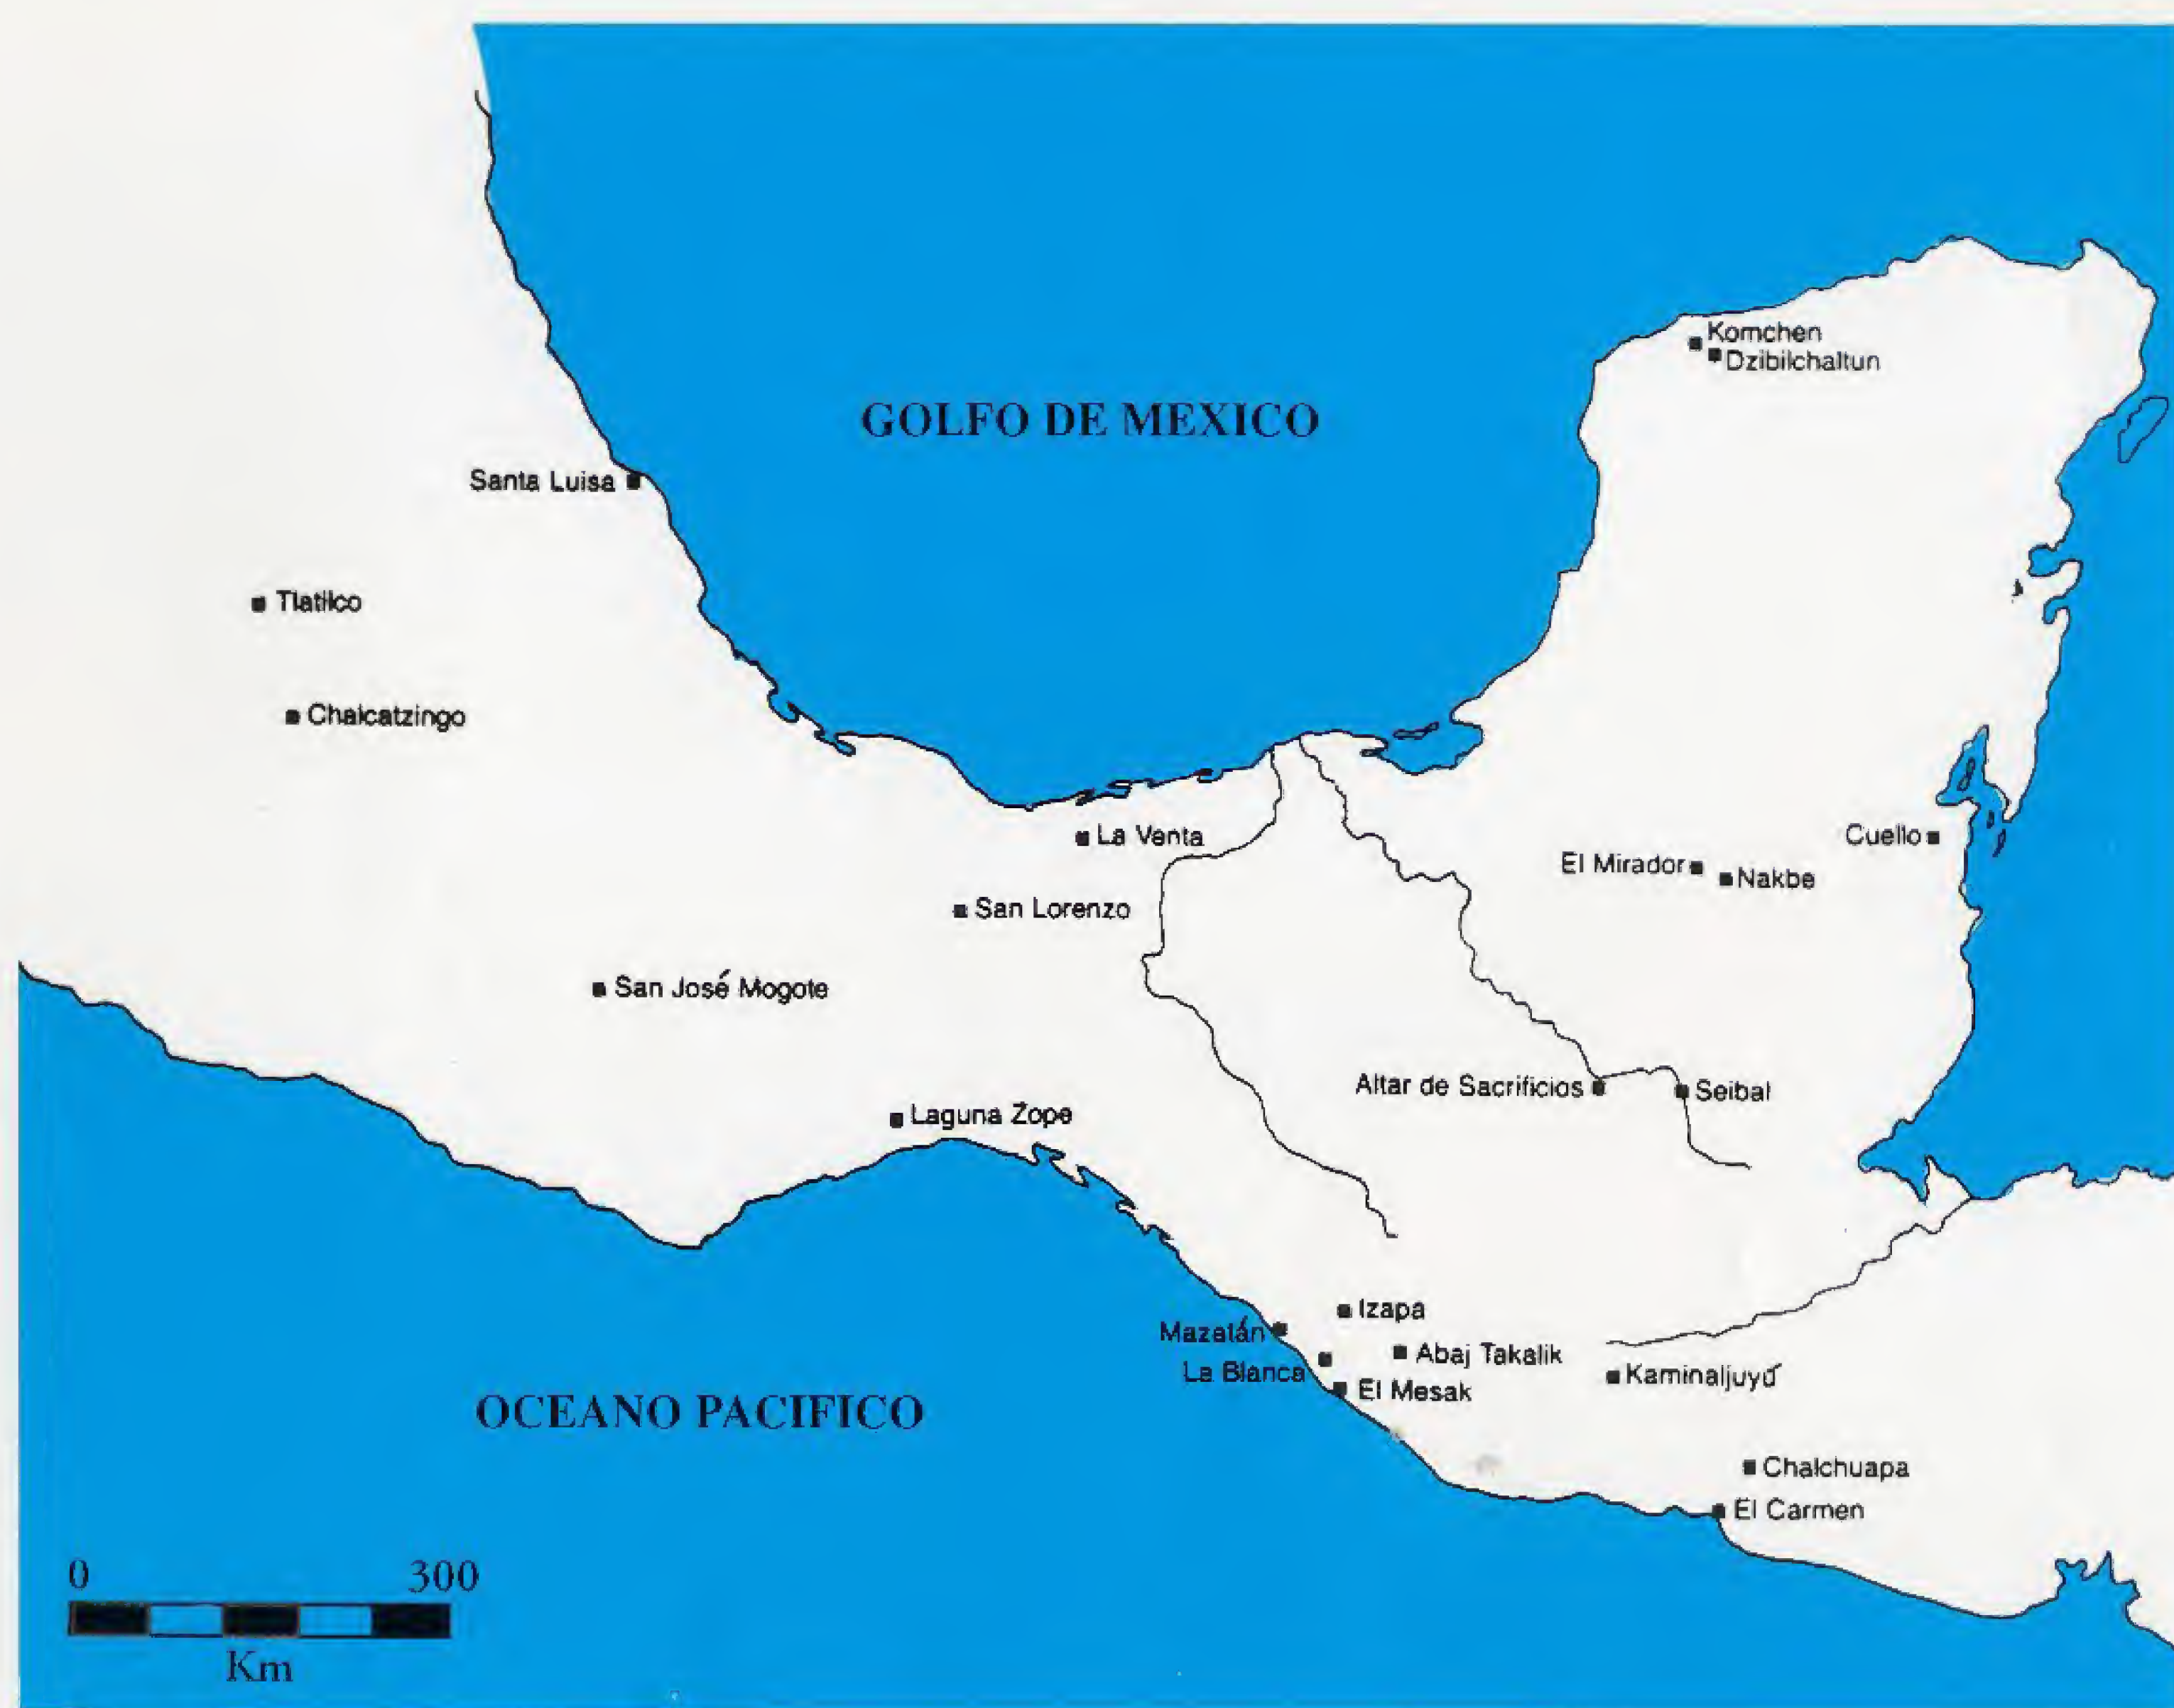 Komchen
Dzibilchaltun
GOLFO DE MEXICO
Santa Luisa
Tlatilco
Chalcatzingo
La Venta
Cuello
El Mirador
Nakbe
San Lorenzo
San José Mogote
Altar de Sacrificios
Seibal
Laguna Zope
Izapa
Mazatán
Abaj Takalik
La Blanca
Kaminaljuyú
El Mesak
OCEANO PACIFICO
Chalchuapa
El Carmen
0 300
Km